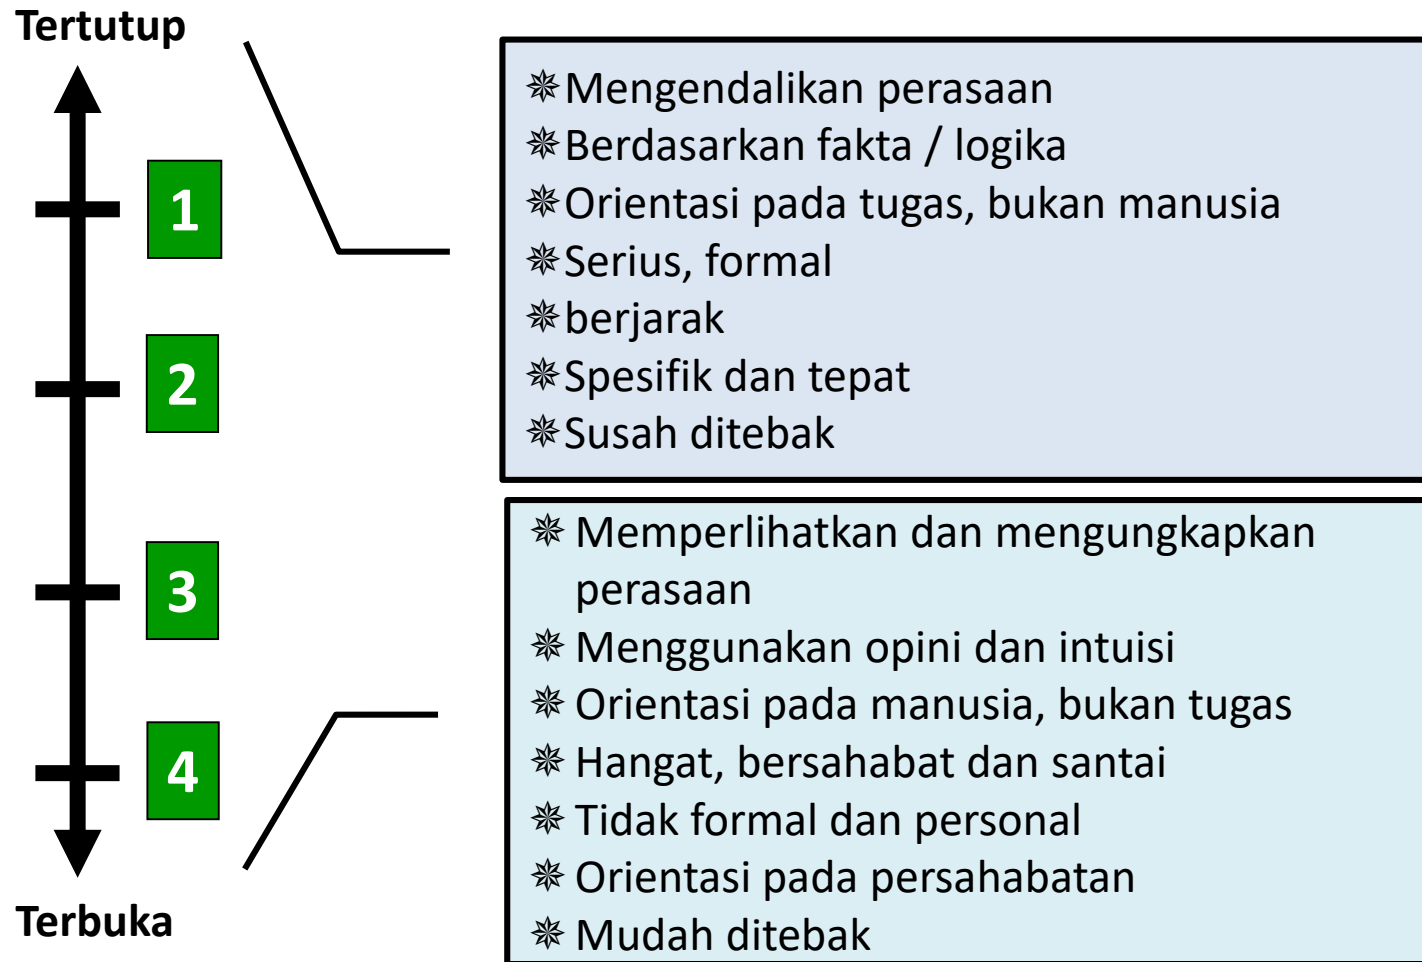 Tertutup
1
2
3
4
Terbuka
Mengendalikan perasaan
Berdasarkan fakta / logika
Orientasi pada tugas, bukan manusia
Serius, formal
berjarak
Spesifik dan tepat
Susah ditebak
Memperlihatkan dan mengungkapkan
perasaan
Menggunakan opini dan intuisi
Orientasi pada manusia, bukan tugas
Hangat, bersahabat dan santai
Tidak formal dan personal
Orientasi pada persahabatan
Mudah ditebak